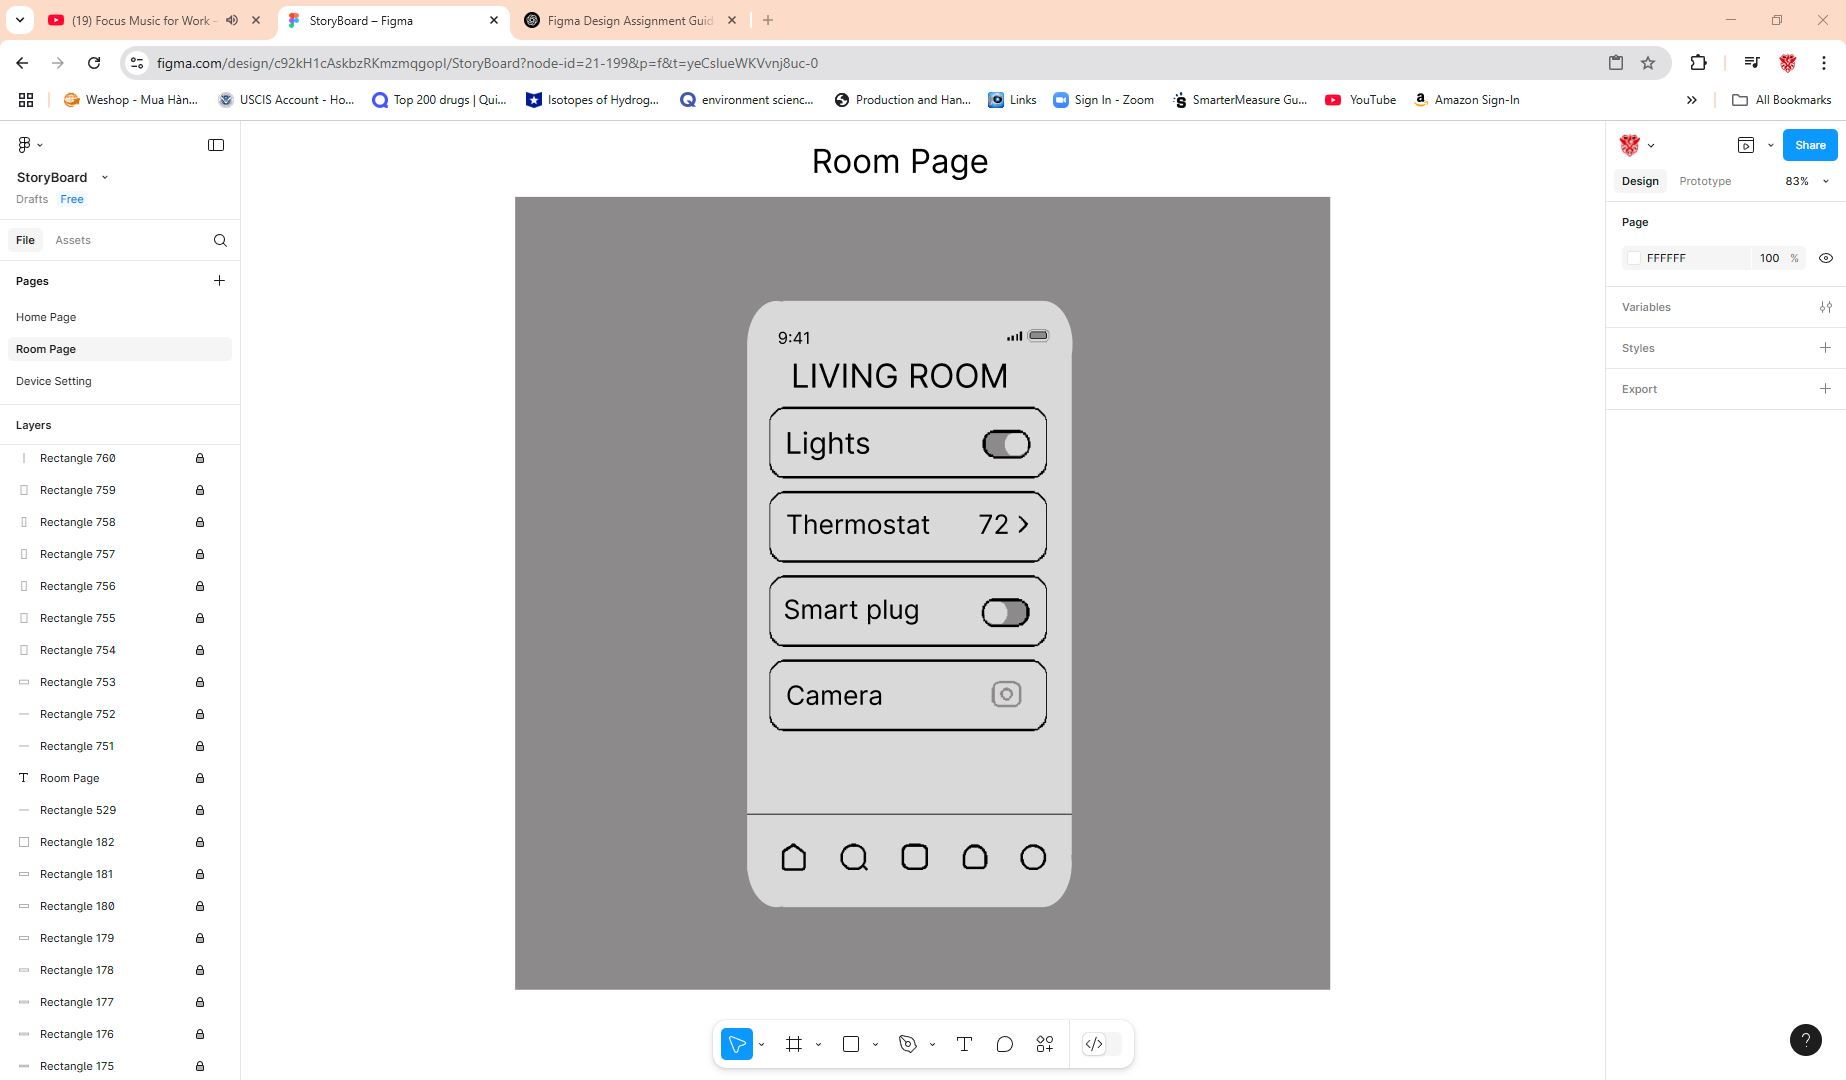 (19) Focus Music for Work -
StoryBoard – Figma
Figma Design Assignment Guid
figma.com/design/c92kH1cAskbzRKmzmqgopl/StoryBoard?node-id=21-199&p=f&t=yeCslueWKVvnj8uc-0
Weshop - Mua Hàn...
USCIS Account - Ho...
Top 200 drugs | Qui...
Isotopes of Hydrog...
environment scienc...
Production and Han...
Links
Sign In - Zoom
SmarterMeasure Gu...
YouTube
Amazon Sign-In
All Bookmarks
StoryBoard
Drafts Free
File Assets
Pages
Home Page
Room Page
Device Setting
Layers
Rectangle 760
Rectangle 759
Rectangle 758
Rectangle 757
Rectangle 756
Rectangle 755
Rectangle 754
Rectangle 753
Rectangle 752
Rectangle 751
Room Page
Rectangle 529
Rectangle 182
Rectangle 181
Rectangle 180
Rectangle 179
Rectangle 178
Rectangle 177
Rectangle 176
Rectangle 175
Room Page
9:41
LIVING ROOM
Lights
Thermostat 72 >
Smart plug
Camera
Share
Design Prototype 83%
Page
FFFFFF 100 %
Variables
Styles
Export
?